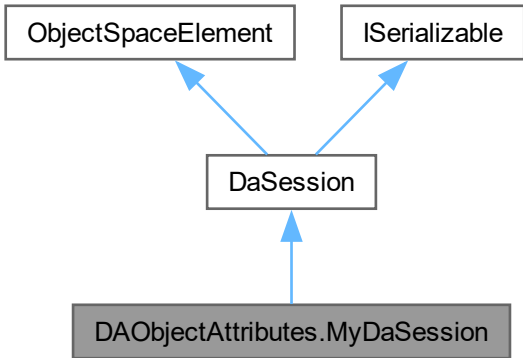 ObjectSpaceElement
ISerializable
DaSession
DAObjectAttributes.MyDaSession